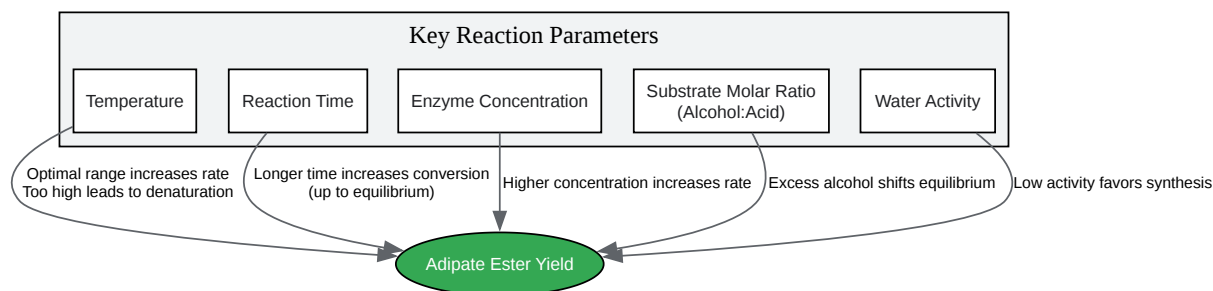 Key Reaction Parameters
Temperature
Reaction Time
Enzyme Concentration
Substrate Molar Ratio
(Alcohol:Acid)
Water Activity
Optimal range increases rate
Too high leads to denaturation
Longer time increases conversion
(up to equilibrium)
Higher concentration increases rate
Excess alcohol shifts equilibrium
Low activity favors synthesis
Adipate Ester Yield